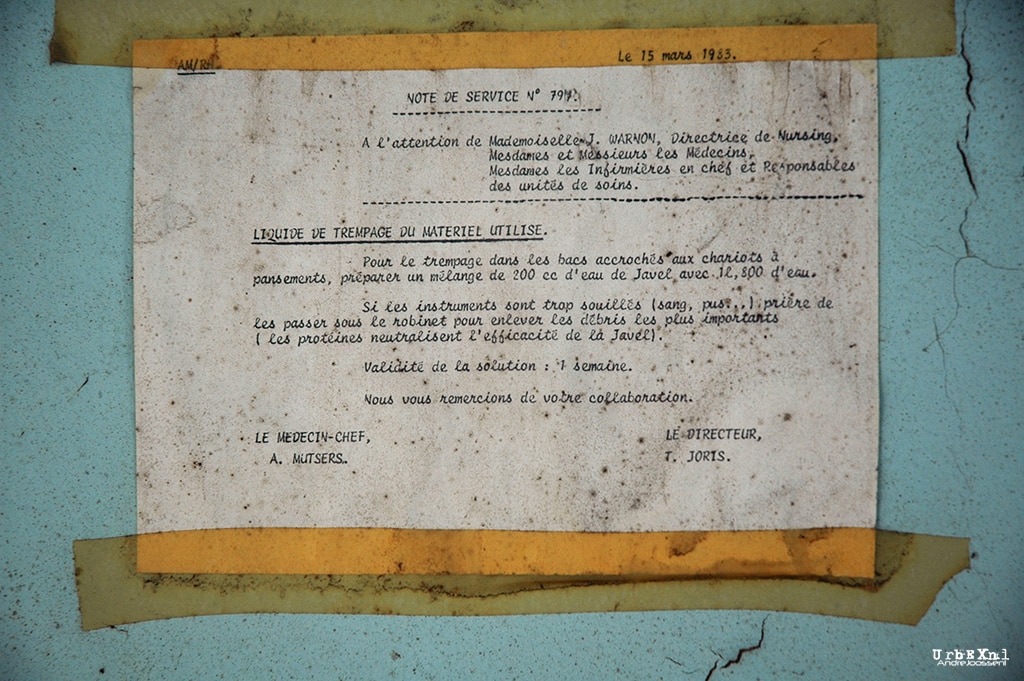 AM/RH
Le 15 mars 1983.
NOTE DE SERVICE N° 797.
A l'attention de Mademoiselle J. WARNON, Directrice de Nursing,
Mesdames et Messieurs les Médecins,
Mesdames les Infirmières en chef et Responsables
des unités de soins.
LIQUIDE DE TREMPAGE DU MATERIEL UTILISE.
Pour le trempage dans les bacs accrochés aux chariots à
pansements, préparer un mélange de 200 cc d'eau de Javel avec 1L,800 d'eau.
Si les instruments sont trop souillés (sang, pus...) prière de
les passer sous le robinet pour enlever les débris les plus importants
( les protéines neutralisent l'efficacité de la Javel).
Validité de la solution : 1 semaine.
Nous vous remercions de votre collaboration.
LE MEDECIN-CHEF, LE DIRECTEUR,
A. MUTSERS. T. JORIS.
UrbEXnl
AndreJoosseni